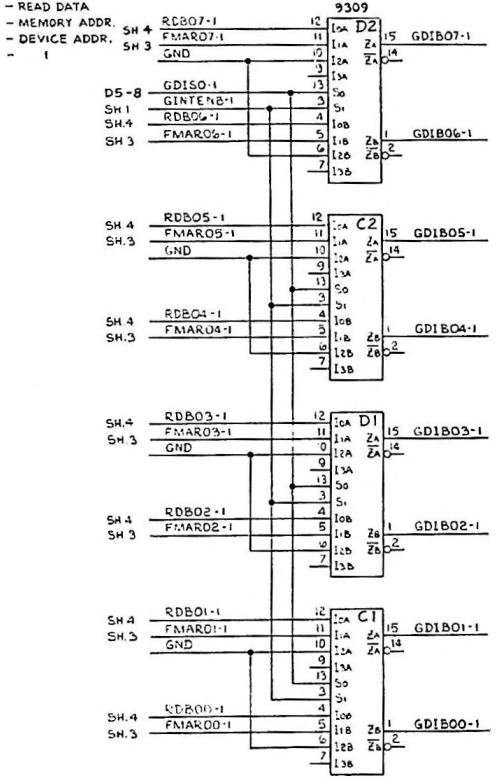 - READ DATA
- MEMORY ADDR.
- DEVICE ADDR.
- 1
9309
SH 4 RDB07-1 12 I0A D2
SH 3 FMAR07-1 11 I1A ZA 15 GDIB07-1
GND 10 I2A ZA 14
9 I3A
D5-8 GDIS0-1 13 S0
SH.1 GINTENB-1 3 S1
SH.4 RDB06-1 4 I0B
SH 3 FMAR06-1 5 I1B ZB 1 GDIB06-1
6 I2B ZB 2
7 I3B
SH.4 RDB05-1 12 I0A C2
SH.3 FMAR05-1 11 I1A ZA 15 GDIB05-1
GND 10 I2A ZA 14
9 I3A
13 S0
3 S1
SH.4 RDB04-1 4 I0B
SH.3 FMAR04-1 5 I1B ZB 1 GDIB04-1
6 I2B ZB 2
7 I3B
SH.4 RDB03-1 12 I0A D1
SH.3 FMAR03-1 11 I1A ZA 15 GDIB03-1
GND 10 I2A ZA 14
9 I3A
13 S0
3 S1
SH.4 RDB02-1 4 I0B
SH 3 FMAR02-1 5 I1B ZB 1 GDIB02-1
6 I2B ZB 2
7 I3B
SH.4 RDB01-1 12 I0A C1
SH.3 FMAR01-1 11 I1A ZA 15 GDIB01-1
GND 10 I2A ZA 14
9 I3A
13 S0
3 S1
SH.4 RDB00-1 4 I0B
SH.3 FMAR00-1 5 I1B ZB 1 GDIB00-1
6 I2B ZB 2
7 I3B